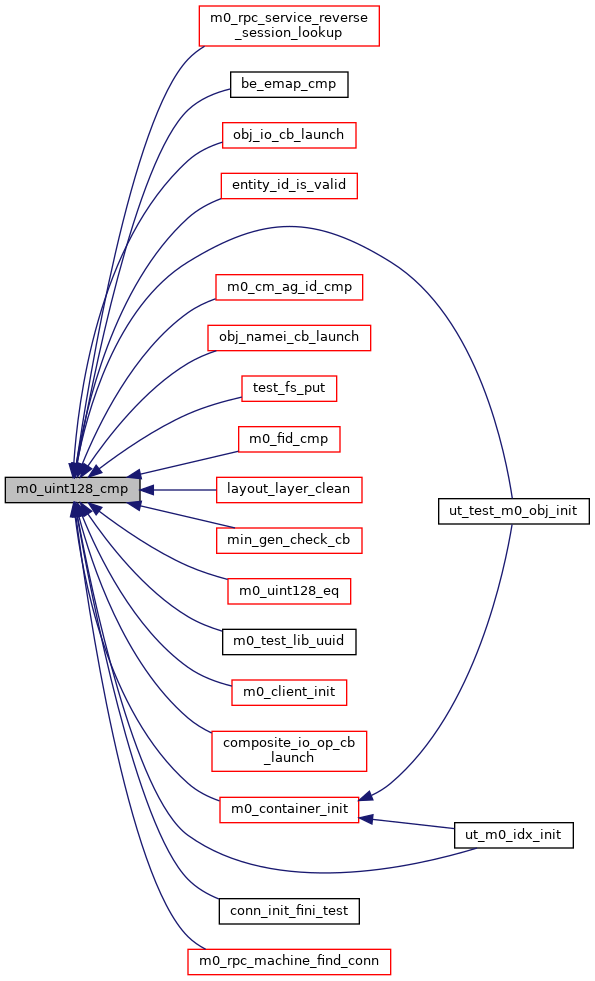 m0_rpc_service_reverse
_session_lookup
be_emap_cmp
obj_io_cb_launch
entity_id_is_valid
m0_cm_ag_id_cmp
obj_namei_cb_launch
test_fs_put
m0_fid_cmp
m0_uint128_cmp
layout_layer_clean
ut_test_m0_obj_init
min_gen_check_cb
m0_uint128_eq
m0_test_lib_uuid
m0_client_init
composite_io_op_cb
_launch
m0_container_init
ut_m0_idx_init
conn_init_fini_test
m0_rpc_machine_find_conn